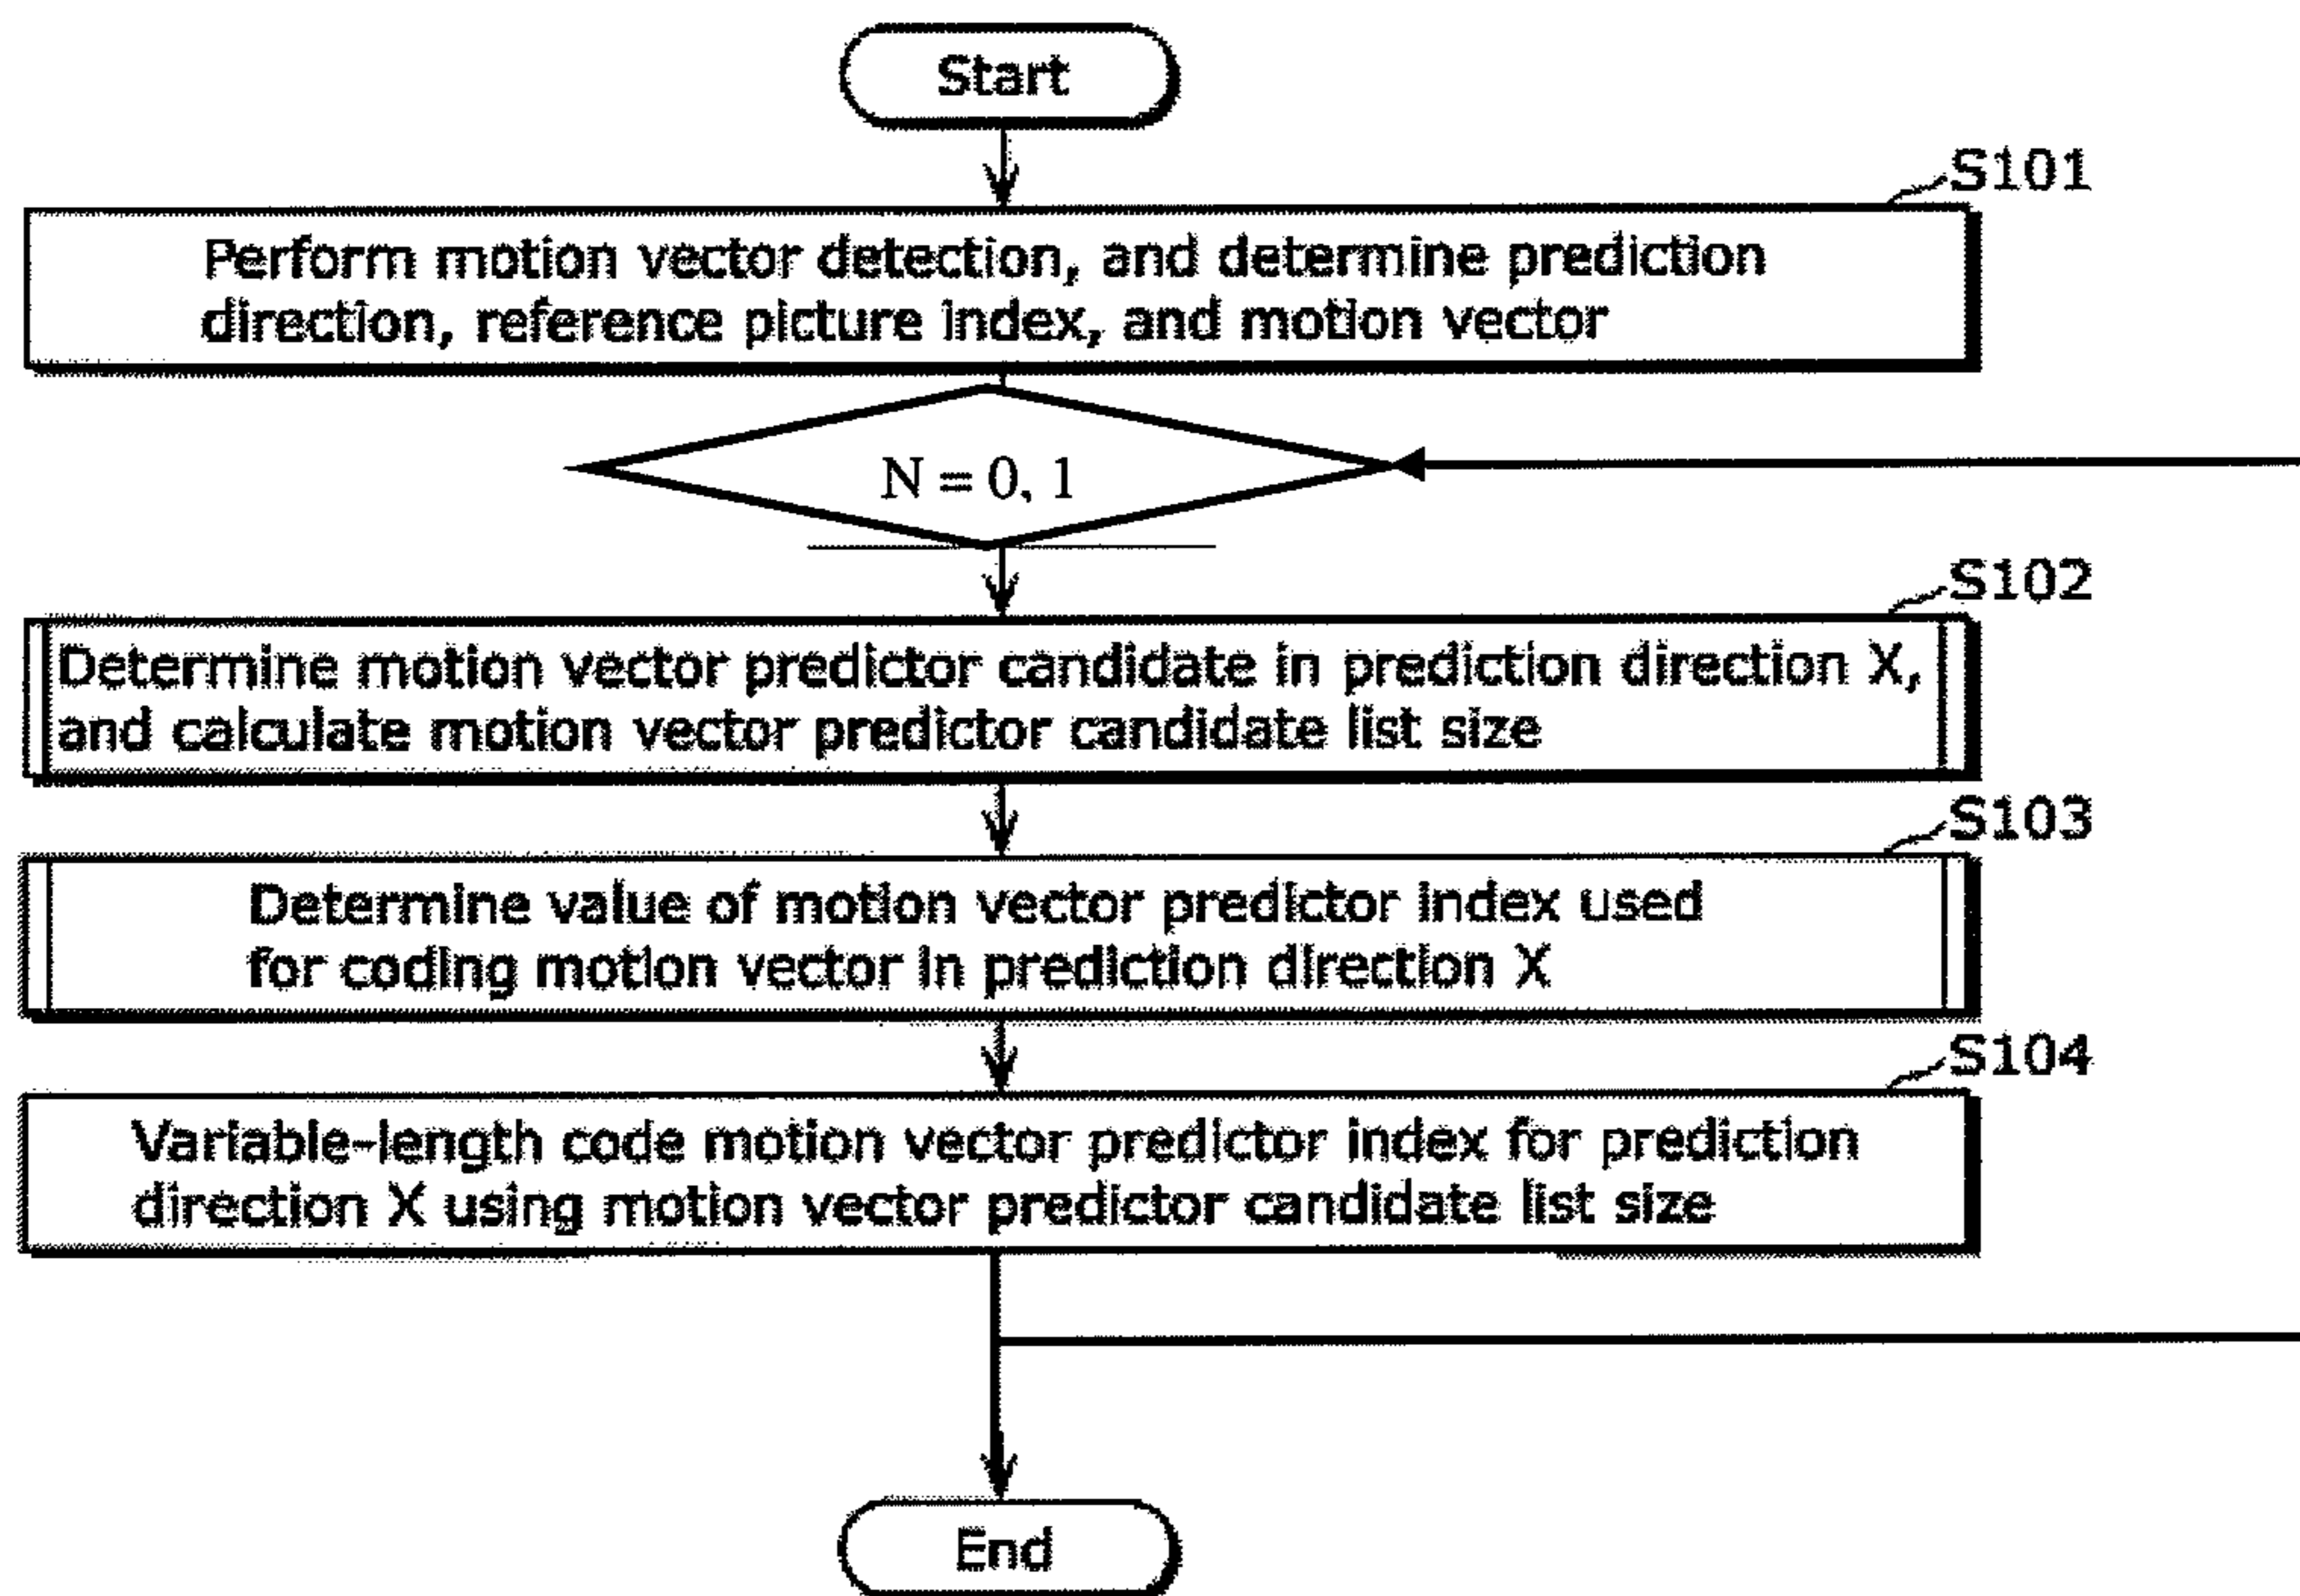 Start
S101
Perform motion vector detection, and determine prediction
direction, reference picture index, and motion vector
N = 0, 1
S102
Determine motion vector predictor candidate in prediction direction X,
and calculate motion vector predictor candidate list size
S103
Determine value of motion vector predictor index used
for coding motion vector in prediction direction X
S104
Variable-length code motion vector predictor index for prediction
direction X using motion vector predictor candidate list size
End